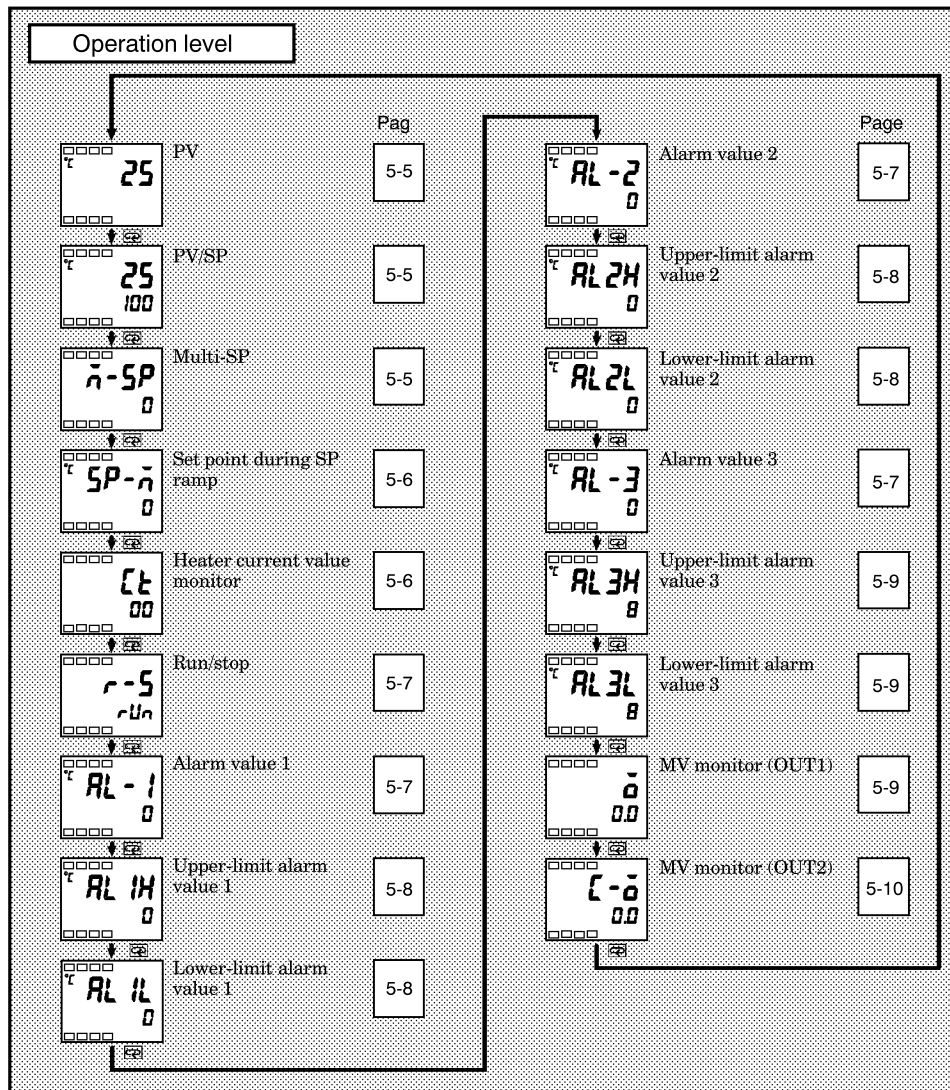 Operation level
Pag
°C
25
PV
5-5
°C
25
100
PV/SP
5-5
ñ-SP
0
Multi-SP
5-5
°C
SP-ñ
0
Set point during SP
ramp
5-6
Ct
00
Heater current value
monitor
5-6
r-S
rUn
Run/stop
5-7
°C
AL-1
0
Alarm value 1
5-7
°C
AL1H
0
Upper-limit alarm
value 1
5-8
°C
AL1L
0
Lower-limit alarm
value 1
5-8
Page
°C
AL-2
0
Alarm value 2
5-7
°C
AL2H
0
Upper-limit alarm
value 2
5-8
°C
AL2L
0
Lower-limit alarm
value 2
5-8
°C
AL-3
0
Alarm value 3
5-7
°C
AL3H
8
Upper-limit alarm
value 3
5-9
°C
AL3L
8
Lower-limit alarm
value 3
5-9
ō
0.0
MV monitor (OUT1)
5-9
C-ō
0.0
MV monitor (OUT2)
5-10